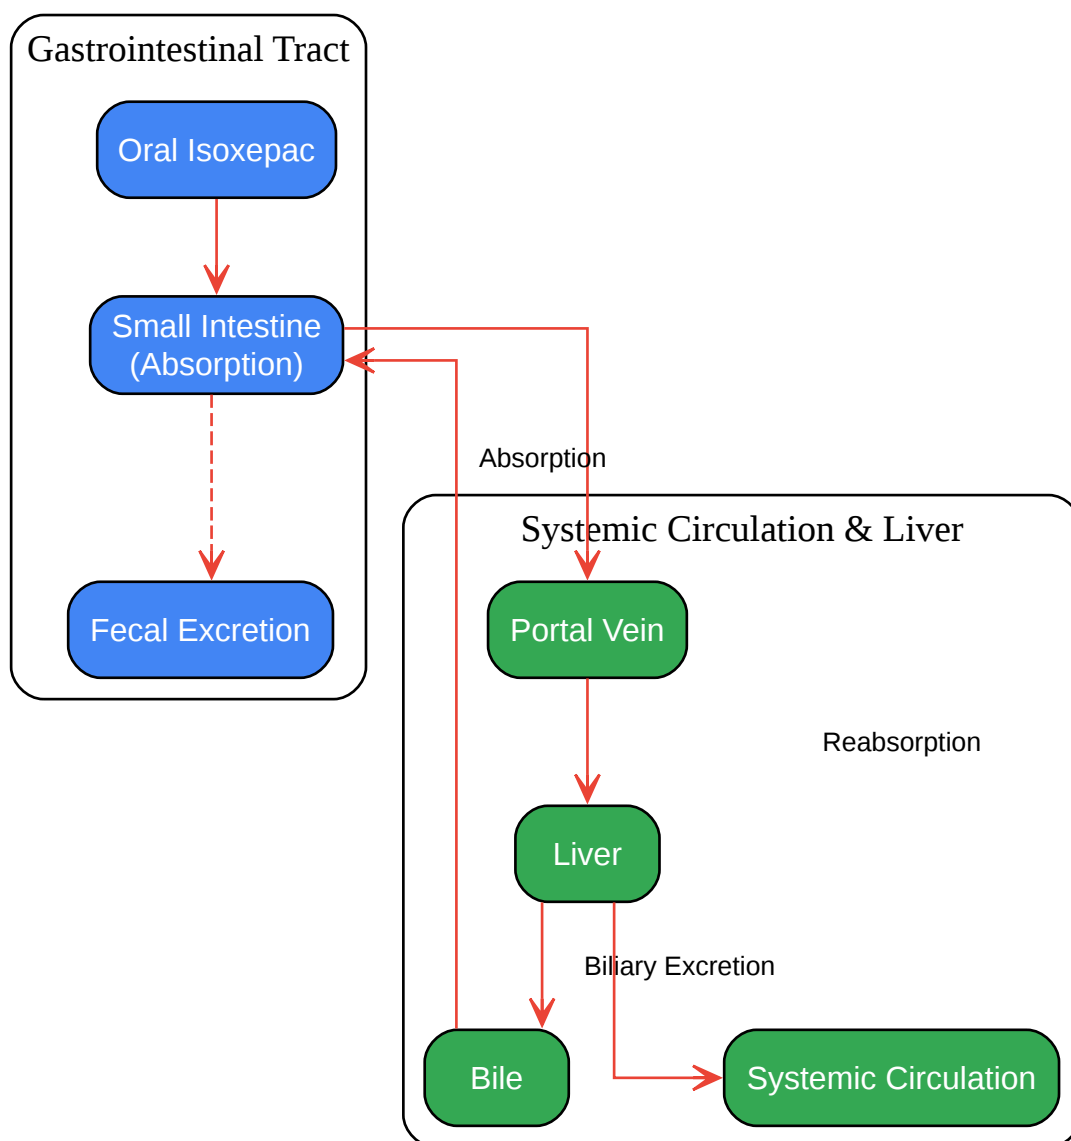 Gastrointestinal Tract
Oral Isoxepac
Small Intestine
(Absorption)
Fecal Excretion
Absorption
Systemic Circulation & Liver
Portal Vein
Reabsorption
Liver
Biliary Excretion
Bile
Systemic Circulation